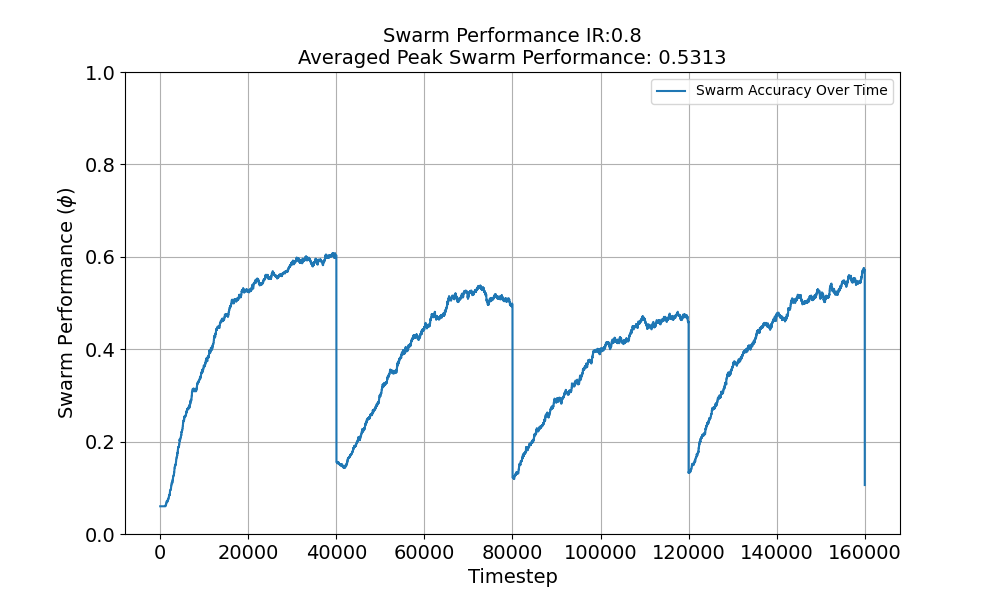 Swarm Performance IR:0.8
Averaged Peak Swarm Performance: 0.5313
Swarm Accuracy Over Time
Swarm Performance (ϕ)
1.0
0.8
0.6
0.4
0.2
0.0
0 20000 40000 60000 80000 100000 120000 140000 160000
Timestep